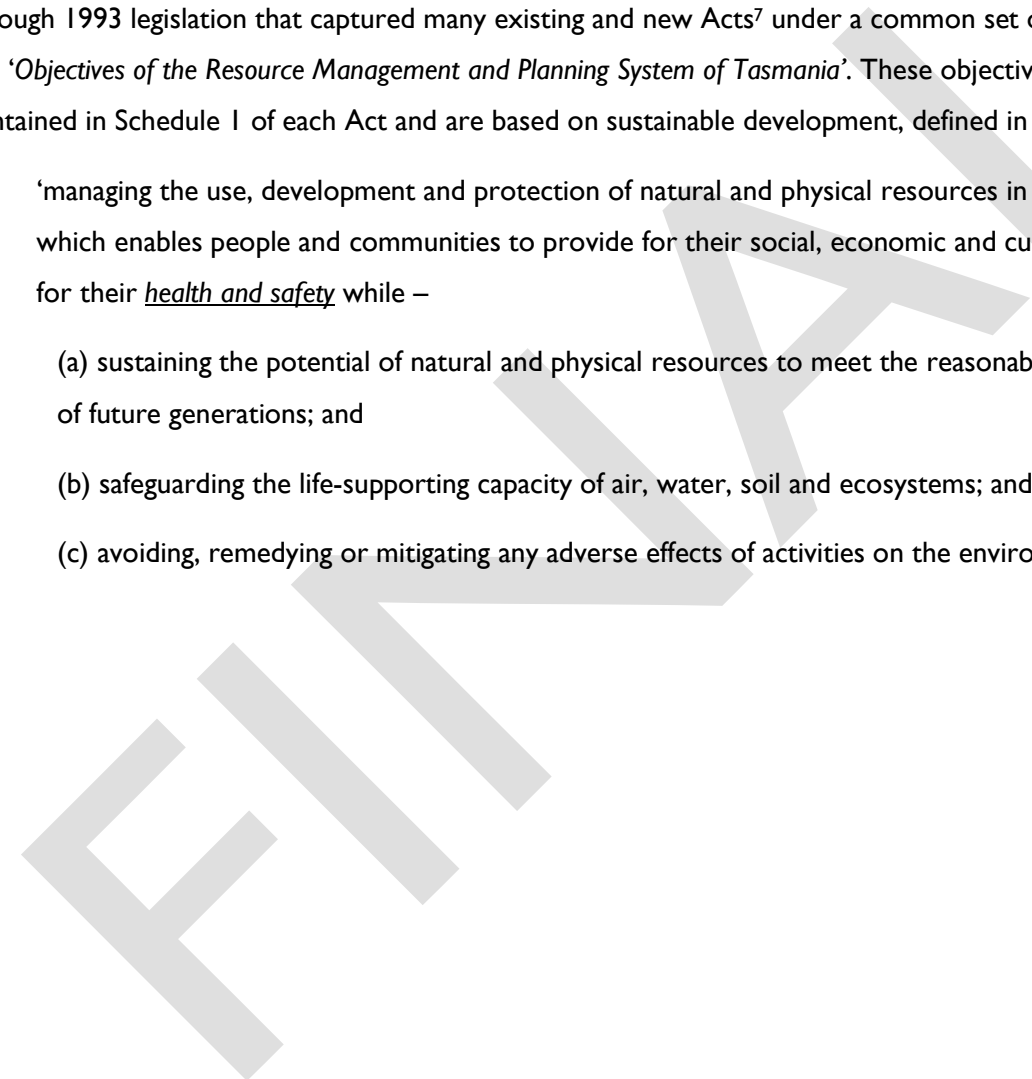 ough 1993 legislation that captured many existing and new Acts⁷ under a common set
‘Objectives of the Resource Management and Planning System of Tasmania’. These objectiv
ntained in Schedule 1 of each Act and are based on sustainable development, defined in
‘managing the use, development and protection of natural and physical resources in
which enables people and communities to provide for their social, economic and cu
for their health and safety while –
(a) sustaining the potential of natural and physical resources to meet the reasonab
of future generations; and
(b) safeguarding the life-supporting capacity of air, water, soil and ecosystems; and
(c) avoiding, remedying or mitigating any adverse effects of activities on the enviro
FINA